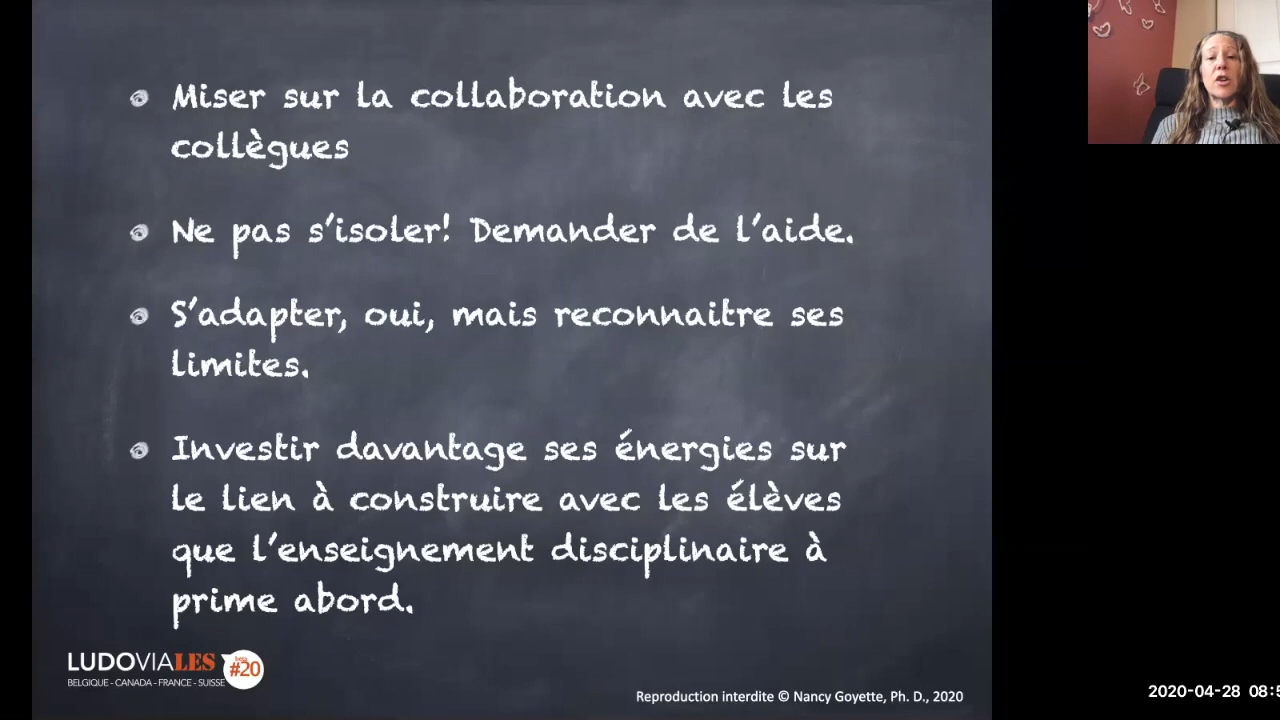 Miser sur la collaboration avec les
collègues
Ne pas s'isoler! Demander de l'aide.
S'adapter, oui, mais reconnaitre ses
limites.
Investir davantage ses énergies sur
le lien à construire avec les élèves
que l'enseignement disciplinaire à
prime abord.
LUDOVIALES #20
BELGIQUE - CANADA - FRANCE - SUISSE
Reproduction interdite © Nancy Goyette, Ph. D., 2020
2020-04-28 08:5